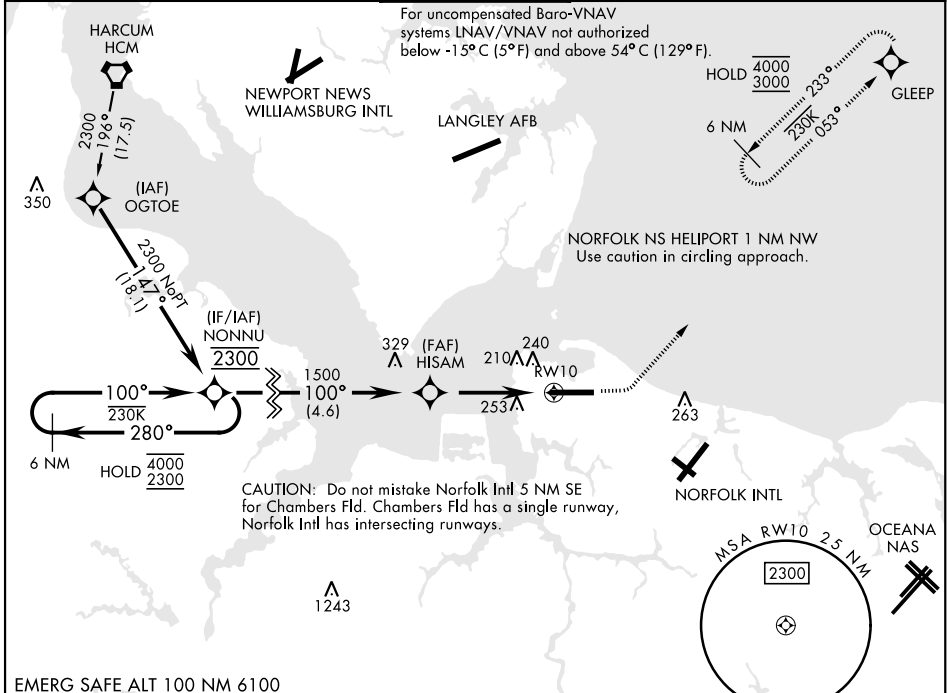 For uncompensated Baro-VNAV
systems LNAV/VNAV not authorized
below -15°C (5°F) and above 54°C (129°F).
HARCUM
HCM
NEWPORT NEWS
WILLIAMSBURG INTL
LANGLEY AFB
HOLD 4000
3000
233°
230K
053°
6 NM
GLEEP
2300
196°
(17.5)
350
(IAF)
OGTOE
2300 NoPT
147°
(18.1)
NORFOLK NS HELIPORT 1 NM NW
Use caution in circling approach.
(IF/IAF)
NONNU
2300
329
(FAF)
HISAM
210
240
RW10
1500
100°
(4.6)
253
263
100°
230K
280°
6 NM
HOLD 4000
2300
CAUTION: Do not mistake Norfolk Intl 5 NM SE
for Chambers Fld. Chambers Fld has a single runway,
Norfolk Intl has intersecting runways.
NORFOLK INTL
OCEANA
NAS
MSA RW10 25 NM
2300
1243
EMERG SAFE ALT 100 NM 6100